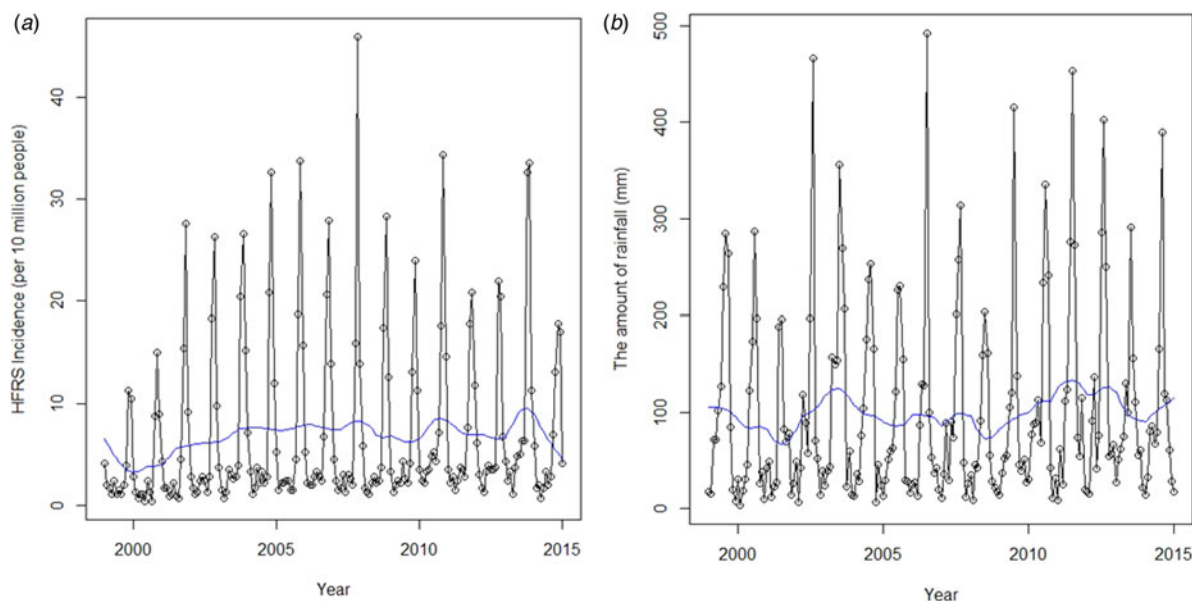 (a)
HFRS Incidence (per 10 million people)
40
30
20
10
0
2000 2005 2010 2015
Year
(b)
The amount of rainfall (mm)
500
400
300
200
100
0
2000 2005 2010 2015
Year